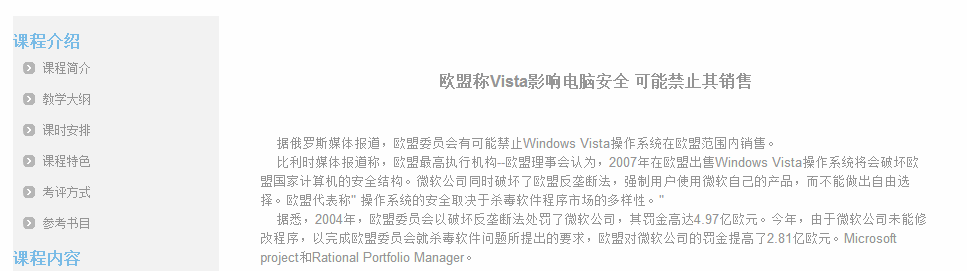 课程介绍
课程简介
教学大纲
课时安排
课程特色
考评方式
参考书目
课程内容
欧盟称Vista影响电脑安全 可能禁止其销售
据俄罗斯媒体报道，欧盟委员会有可能禁止Windows Vista操作系统在欧盟范围内销售。
比利时媒体报道称，欧盟最高执行机构--欧盟理事会认为，2007年在欧盟出售Windows Vista操作系统将会破坏欧
盟国家计算机的安全结构。微软公司同时破坏了欧盟反垄断法，强制用户使用微软自己的产品，而不能做出自由选
择。欧盟代表称" 操作系统的安全取决于杀毒软件程序市场的多样性。"
据悉，2004年，欧盟委员会以破坏反垄断法处罚了微软公司，其罚金高达4.97亿欧元。今年，由于微软公司未能修
改程序，以完成欧盟委员会就杀毒软件问题所提出的要求，欧盟对微软公司的罚金提高了2.81亿欧元。Microsoft
project和Rational Portfolio Manager。